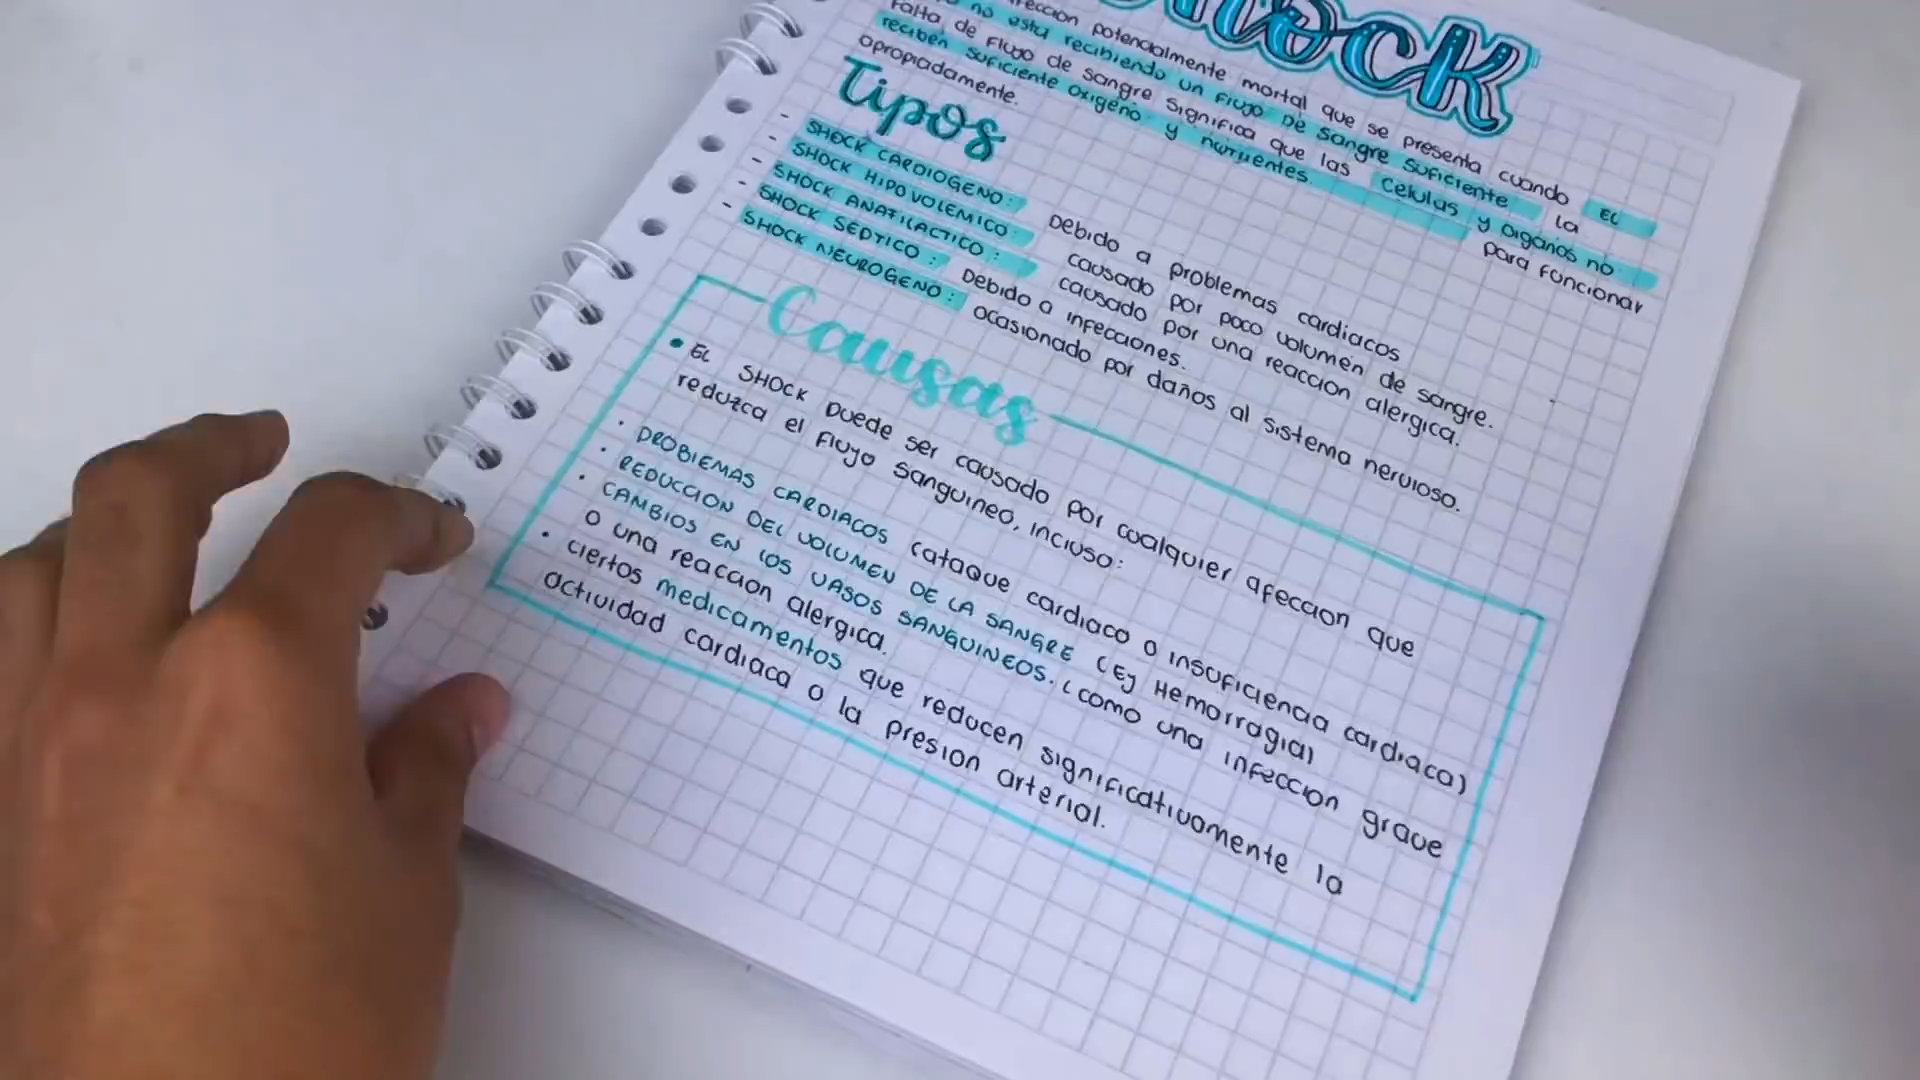 SHOCK
afección potencialmente mortal que se presenta cuando EL
no esta recibiendo un flujo DE sangre suficiente la
Falta de Flujo de sangre significa que las celulas y organos no
reciben suficiente oxigeno y nutrientes. para funcionar
apropiadamente.
Tipos
- SHOCK CARDIOGENO: Debido a problemas cardiacos
- SHOCK HIPOVOLEMICO: causado por poco volumen de sangre.
- SHOCK ANAFILACTICO: causado por una reaccion alergica.
- SHOCK SEPTICO: Debido a infecciones.
- SHOCK NEUROGENO: ocasionado por daños al sistema nervioso.
Causas
• EL SHOCK puede ser causado por cualquier afeccion que
reduzca el flujo sanguineo, incluso:
• PROBLEMAS CARDIACOS (ataque cardiaco o insuficiencia cardiaca)
• REDUCCION DEL VOLUMEN DE LA SANGRE (Ej Hemorragia)
• CAMBIOS EN LOS VASOS SANGUINEOS. (como una infeccion grave
o una reaccion alergica.
• ciertos medicamentos que reducen significativamente la
actividad cardiaca o la presion arterial.